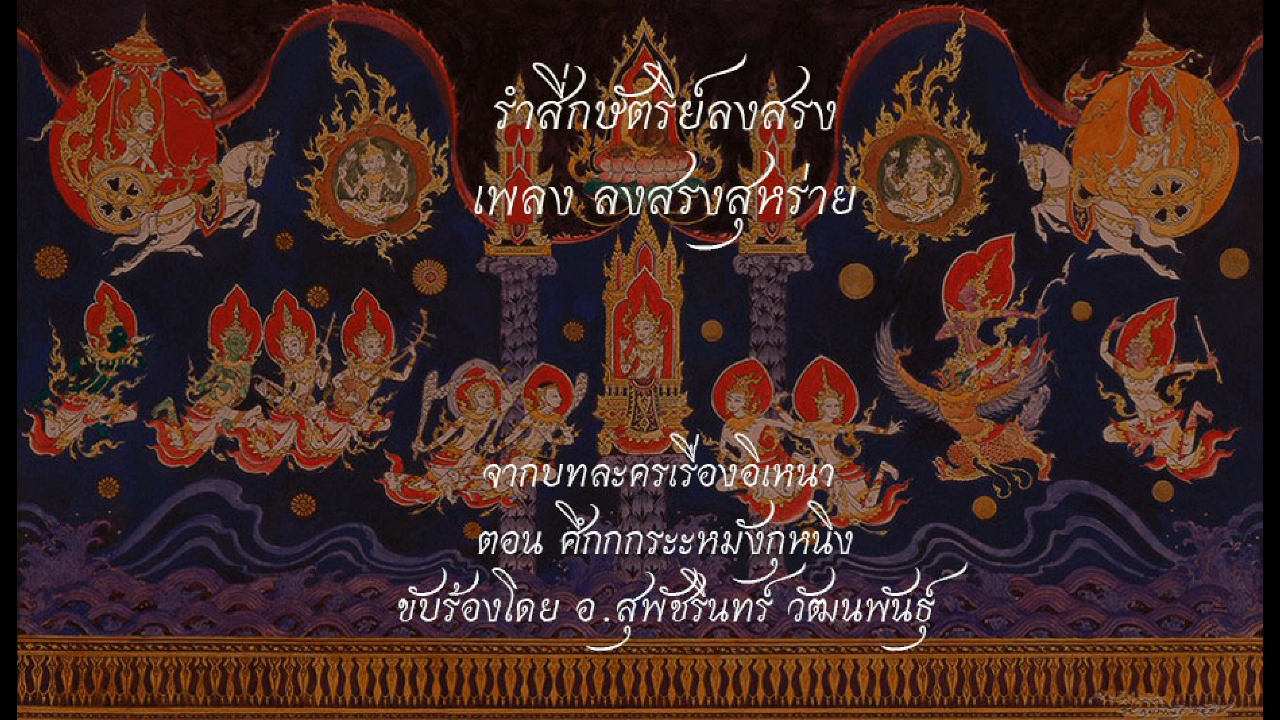 รำสี่กษัตริย์ลงสรง
เพลง ลงสรงสุหร่าย
จากบทละครเรื่องอิเหนา
ตอน ศึกกกระะหมังกุหนิง
ขับร้องโดย อ.สุพัชรินทร์ วัฒนพันธุ์